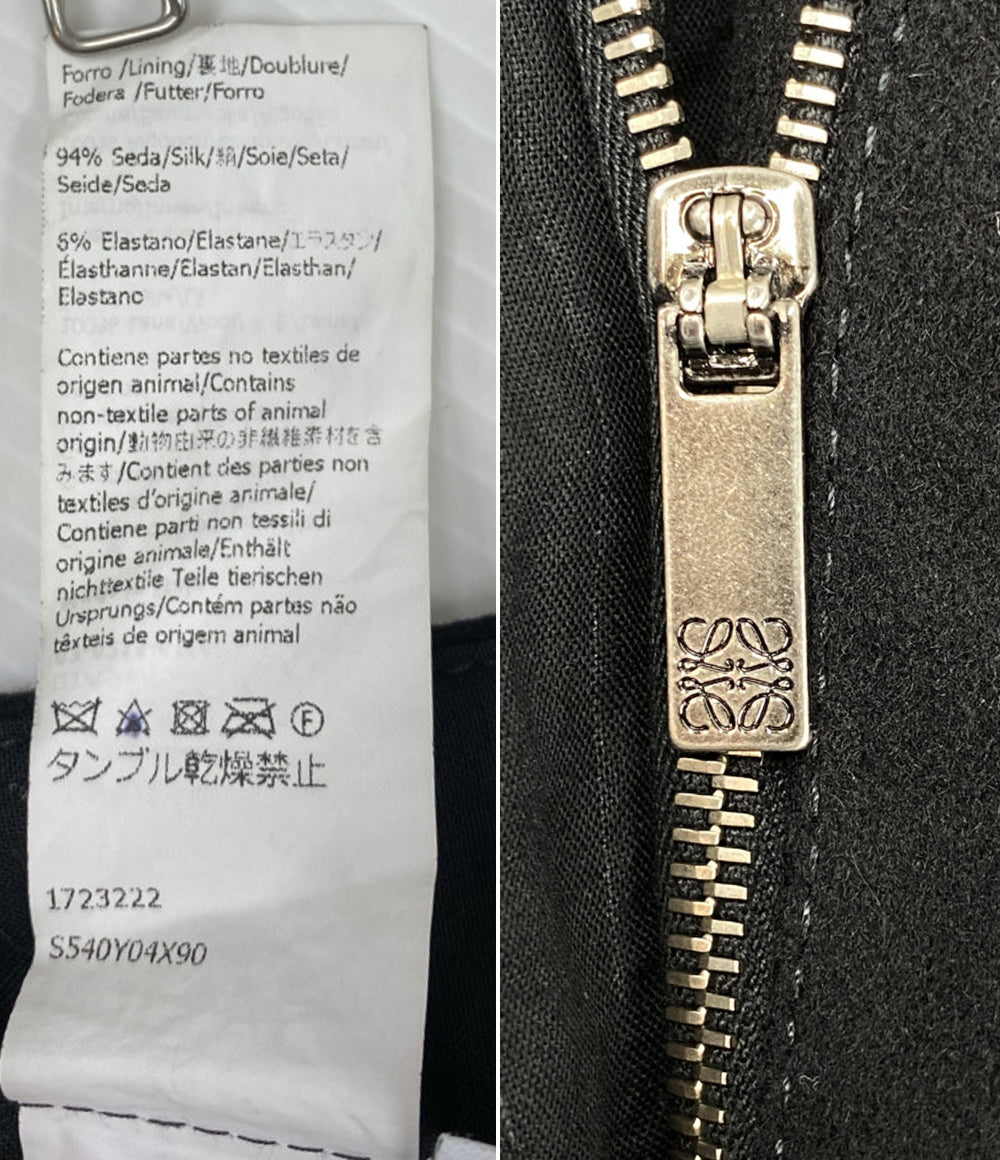 Forro /Lining/裏地/Doublure/
Fodera /Futter/Forro
94% Seda/Silk/絹/Soie/Seta/
Seide/Seda
6% Elastano/Elastane/エラスタン/
Élasthanne/Elastan/Elasthan/
Elastano
Contiene partes no textiles de
origen animal/Contains
non-textile parts of animal
origin/動物由来の非繊維素材を含
みます/Contient des parties non
textiles d'origine animale/
Contiene parti non tessili di
origine animale/Enthält
nichttextile Teile tierischen
Ursprungs/Contém partes não
têxteis de origem animal
F
タンブル乾燥禁止
1723222
S540Y04X90